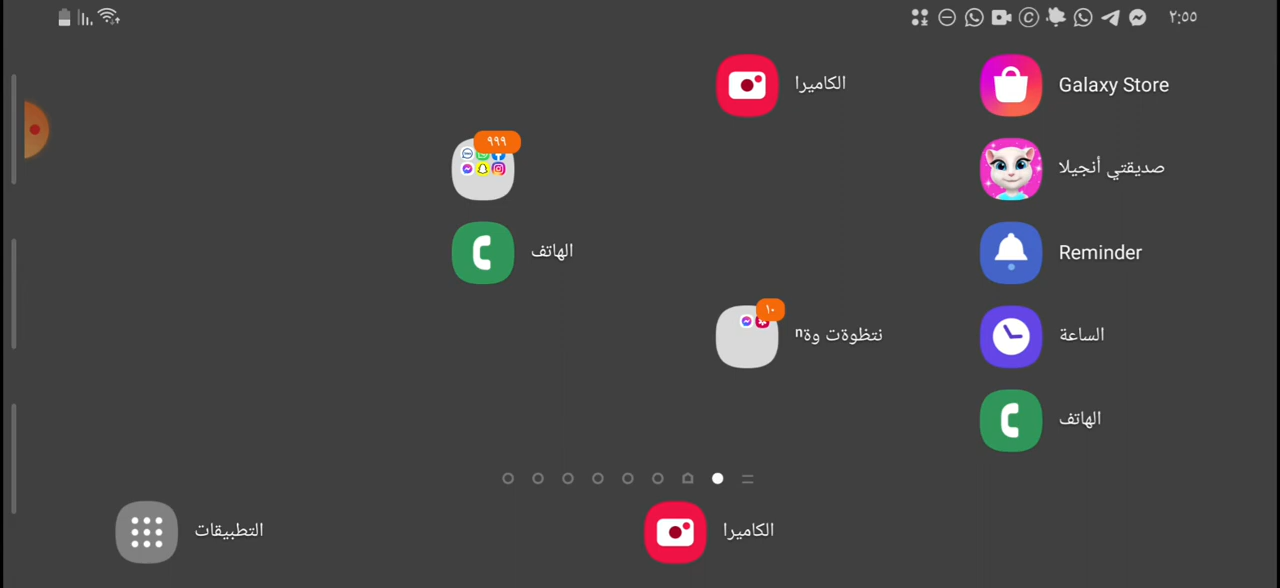 ٢:٥٥
Galaxy Store
الكاميرا
صديقتي أنجيلا
٩٩٩
Reminder
الهاتف
الساعة
١٠
نتظوةت وةn
الهاتف
الكاميرا
التطبيقات